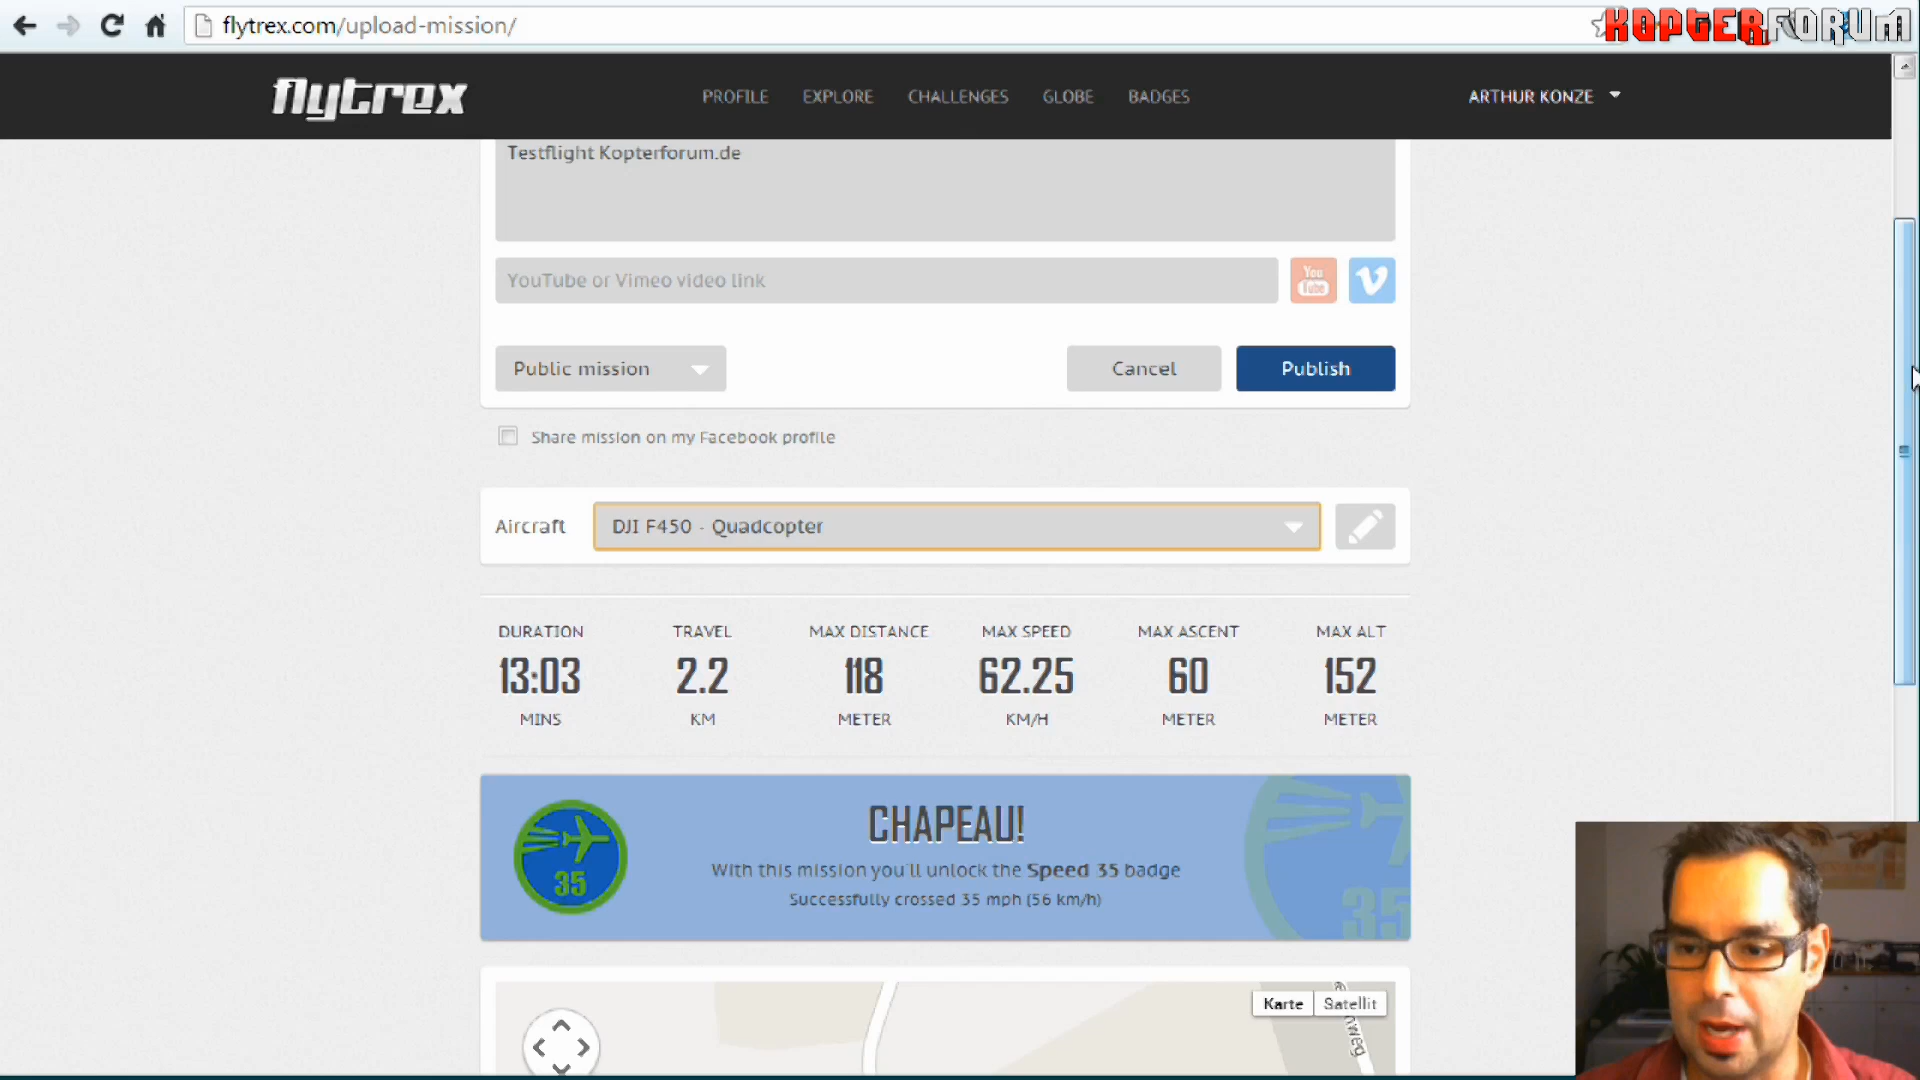 flytrex.com/upload-mission/
KOPTERFORUM
flytrex
PROFILE EXPLORE CHALLENGES GLOBE BADGES ARTHUR KONZE
Testflight Kopterforum.de
YouTube or Vimeo video link
You
Tube
Public mission
Cancel
Publish
Share mission on my Facebook profile
Aircraft DJI F450 - Quadcopter
DURATION TRAVEL MAX DISTANCE MAX SPEED MAX ASCENT MAX ALT
13:03 2.2 118 62.25 60 152
MINS KM METER KM/H METER METER
CHAPEAU!
With this mission you'll unlock the Speed 35 badge
Successfully crossed 35 mph (56 km/h)
35
35
Karte Satellit